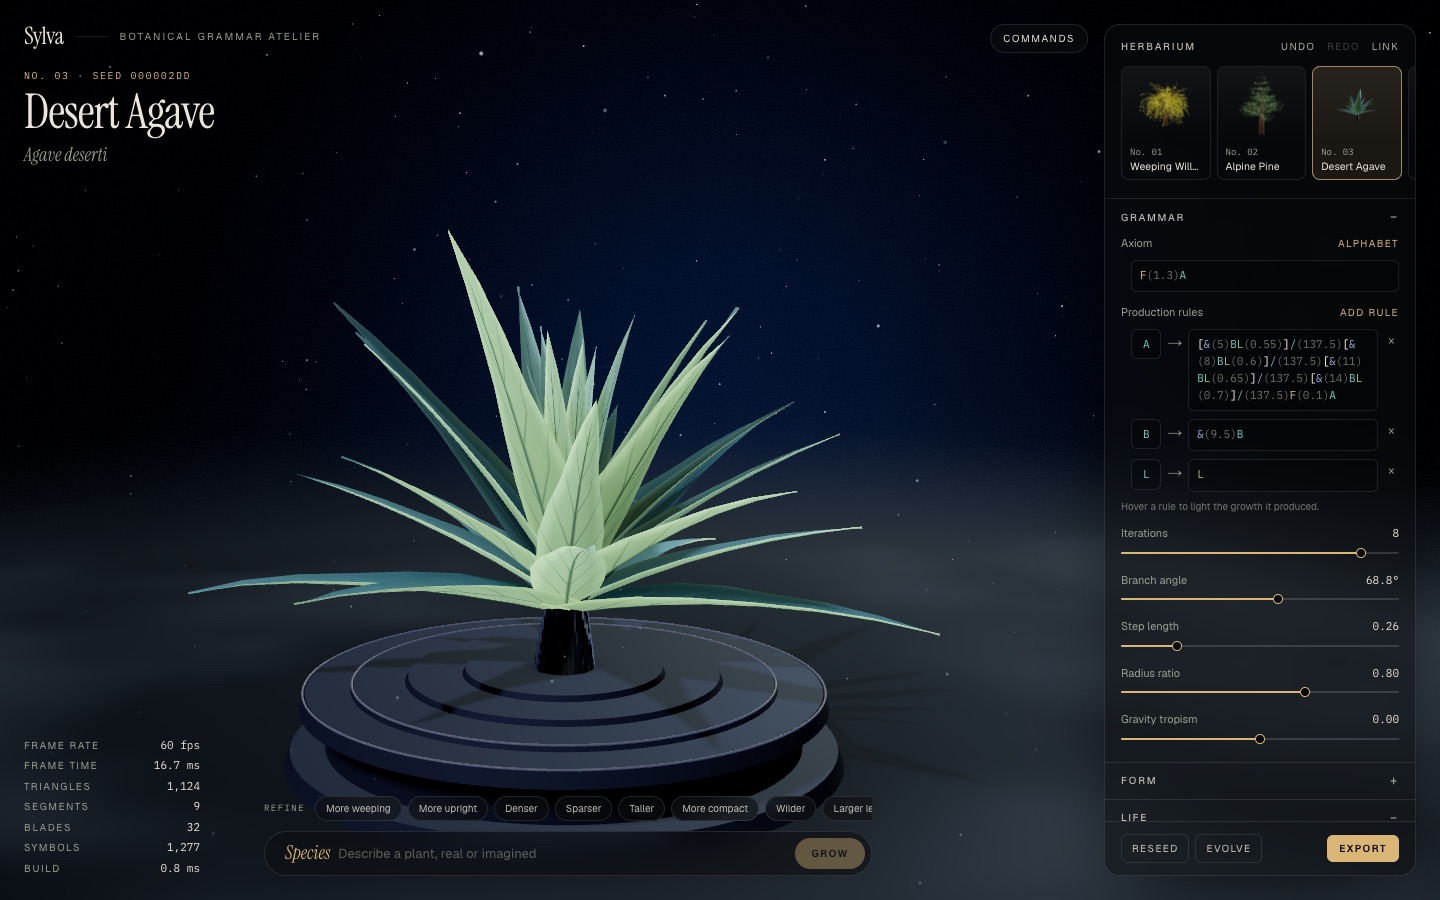 Sylva
BOTANICAL GRAMMAR ATELIER
NO. 03 · SEED 000002DD
Desert Agave
Agave deserti
COMMANDS
HERBARIUM
UNDO REDO LINK
No. 01
Weeping Will...
No. 02
Alpine Pine
No. 03
Desert Agave
GRAMMAR −
Axiom ALPHABET
F(1.3)A
Production rules ADD RULE
A → [&(5)BL(0.55)]/(137.5)[& ×
(8)BL(0.6)]/(137.5)[&(11)
BL(0.65)]/(137.5)[&(14)BL
(0.7)]/(137.5)F(0.1)A
B → &(9.5)B ×
L → L ×
Hover a rule to light the growth it produced.
Iterations 8
Branch angle 68.8°
Step length 0.26
Radius ratio 0.80
Gravity tropism 0.00
FORM +
LIFE −
RESEED EVOLVE EXPORT
FRAME RATE 60 fps
FRAME TIME 16.7 ms
TRIANGLES 1,124
SEGMENTS 9
BLADES 32
SYMBOLS 1,277
BUILD 0.8 ms
REFINE More weeping More upright Denser Sparser Taller More compact Wilder Larger le
Species Describe a plant, real or imagined GROW